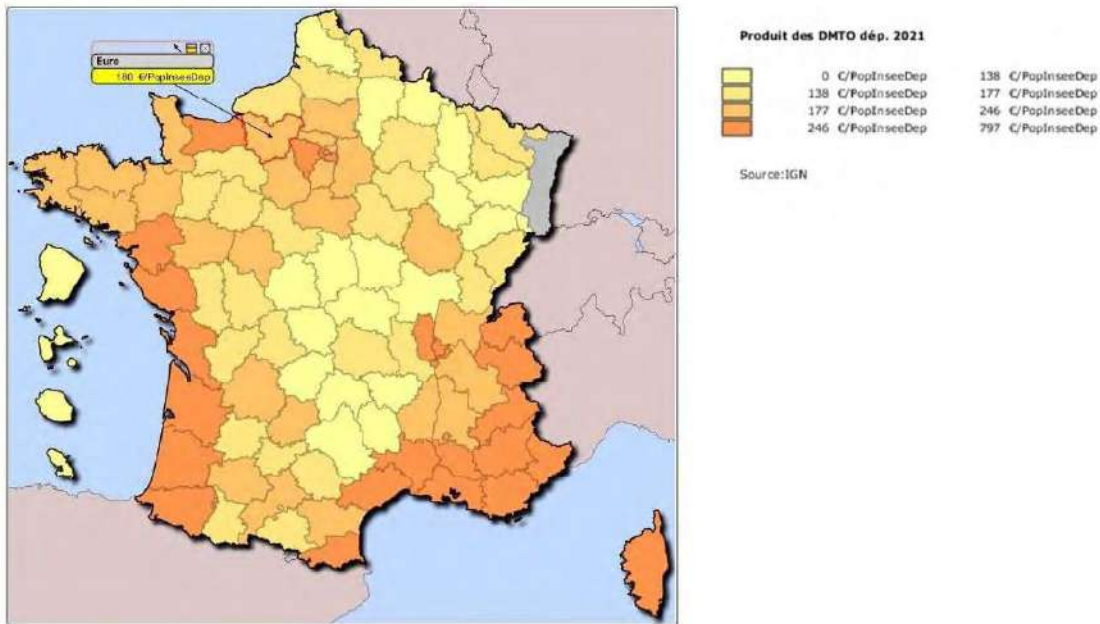 Eure
180 €/PopInseeDep
Produit des DMTO dép. 2021
0 €/PopInseeDep 138 €/PopInseeDep
138 €/PopInseeDep 177 €/PopInseeDep
177 €/PopInseeDep 246 €/PopInseeDep
246 €/PopInseeDep 797 €/PopInseeDep
Source:IGN